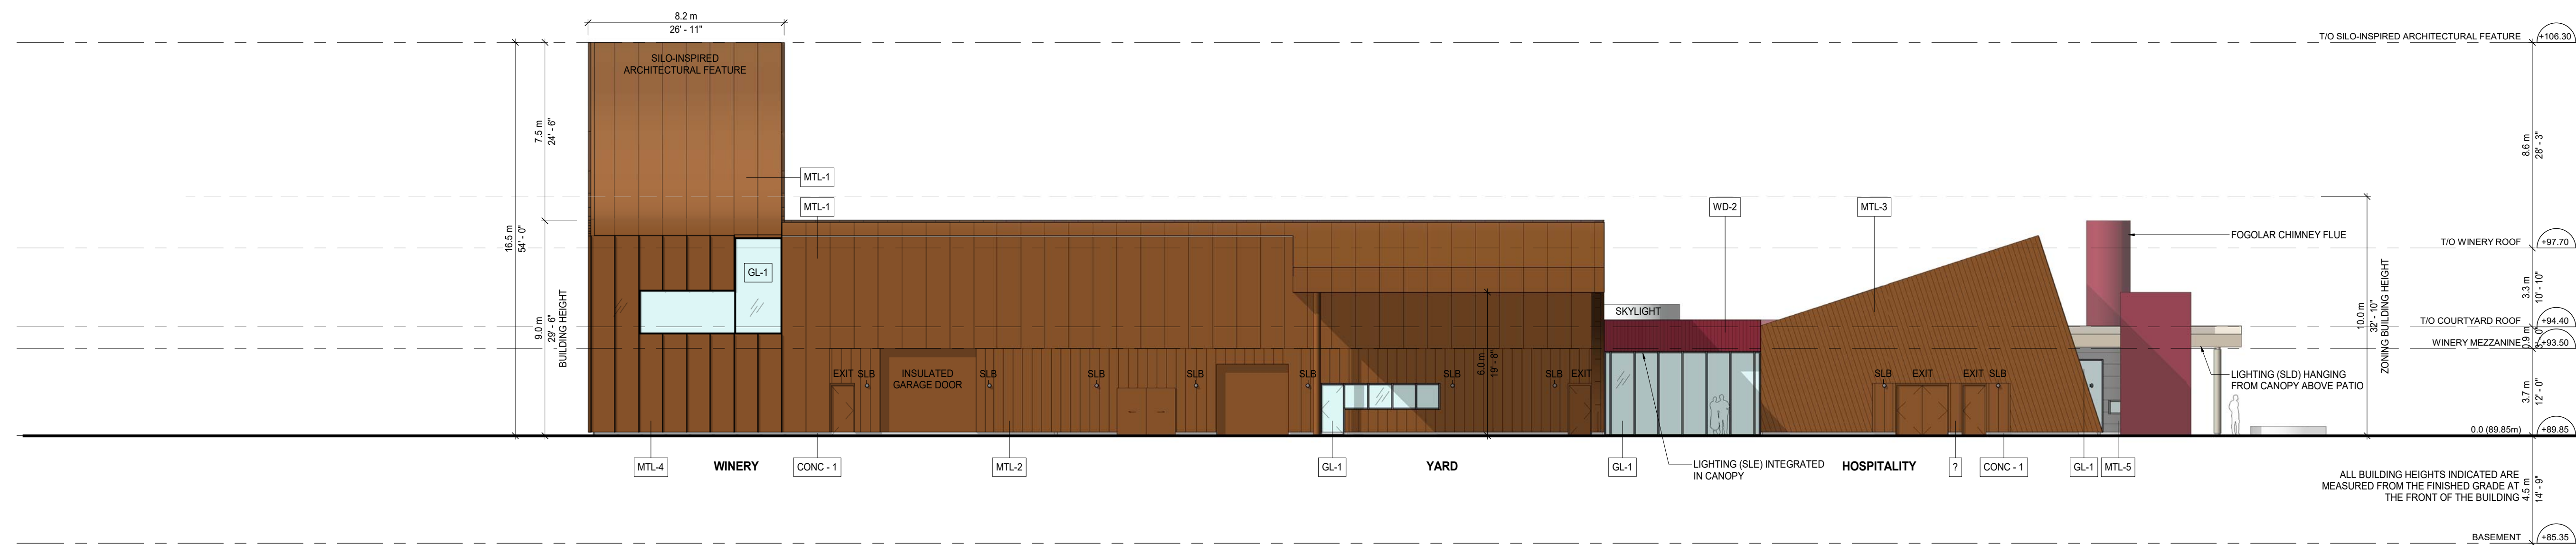 8.2 m
26' - 11"
T/O SILO-INSPIRED ARCHITECTURAL FEATURE
+106.30
SILO-INSPIRED
ARCHITECTURAL FEATURE
7.5 m
24' - 6"
8.6 m
28' - 3"
MTL-1
MTL-1
WD-2
MTL-3
16.5 m
54' - 0"
FOGOLAR CHIMNEY FLUE
T/O WINERY ROOF
+97.70
GL-1
9.0 m
29' - 6"
BUILDING HEIGHT
3.3 m
10' - 10"
10.0 m
32' - 10"
ZONING BUILDING HEIGHT
SKYLIGHT
T/O COURTYARD ROOF
+94.40
0.9 m
WINERY MEZZANINE
+93.50
6.0 m
19' - 8"
EXIT
SLB
INSULATED
GARAGE DOOR
SLB
SLB
SLB
SLB
SLB
SLB
EXIT
SLB
EXIT
EXIT
SLB
LIGHTING (SLD) HANGING
FROM CANOPY ABOVE PATIO
3.7 m
12' - 0"
0.0 (89.85m)
+89.85
MTL-4
WINERY
CONC - 1
MTL-2
GL-1
YARD
GL-1
LIGHTING (SLE) INTEGRATED
IN CANOPY
HOSPITALITY
?
CONC - 1
GL-1
MTL-5
ALL BUILDING HEIGHTS INDICATED ARE
MEASURED FROM THE FINISHED GRADE AT
THE FRONT OF THE BUILDING
4.5 m
14' - 9"
BASEMENT
+85.35